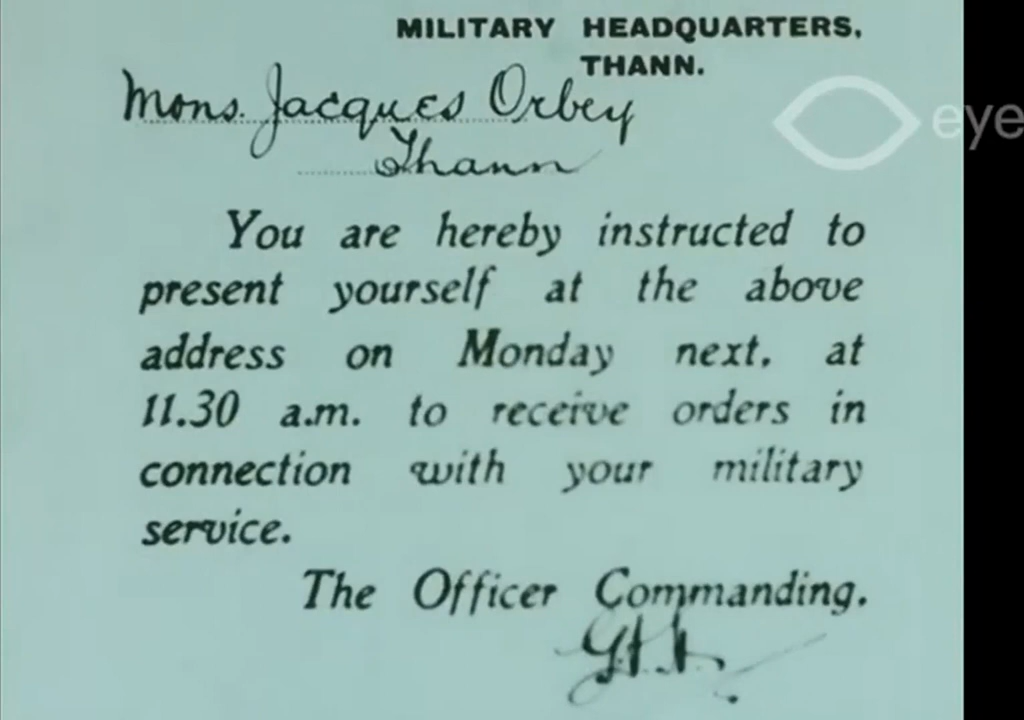 MILITARY HEADQUARTERS,
THANN.
Mons. Jacques Orbey
Thann
eye
You are hereby instructed to
present yourself at the above
address on Monday next, at
11.30 a.m. to receive orders in
connection with your military
service.
The Officer Commanding.